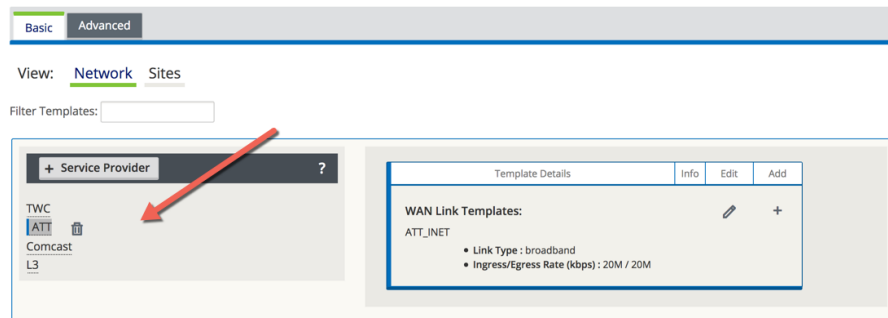 Basic Advanced
View: Network Sites
Filter Templates:
+ Service Provider ?
TWC
ATT
Comcast
L3
Template Details Info Edit Add
WAN Link Templates: +
ATT_INET
• Link Type : broadband
• Ingress/Egress Rate (kbps) : 20M / 20M